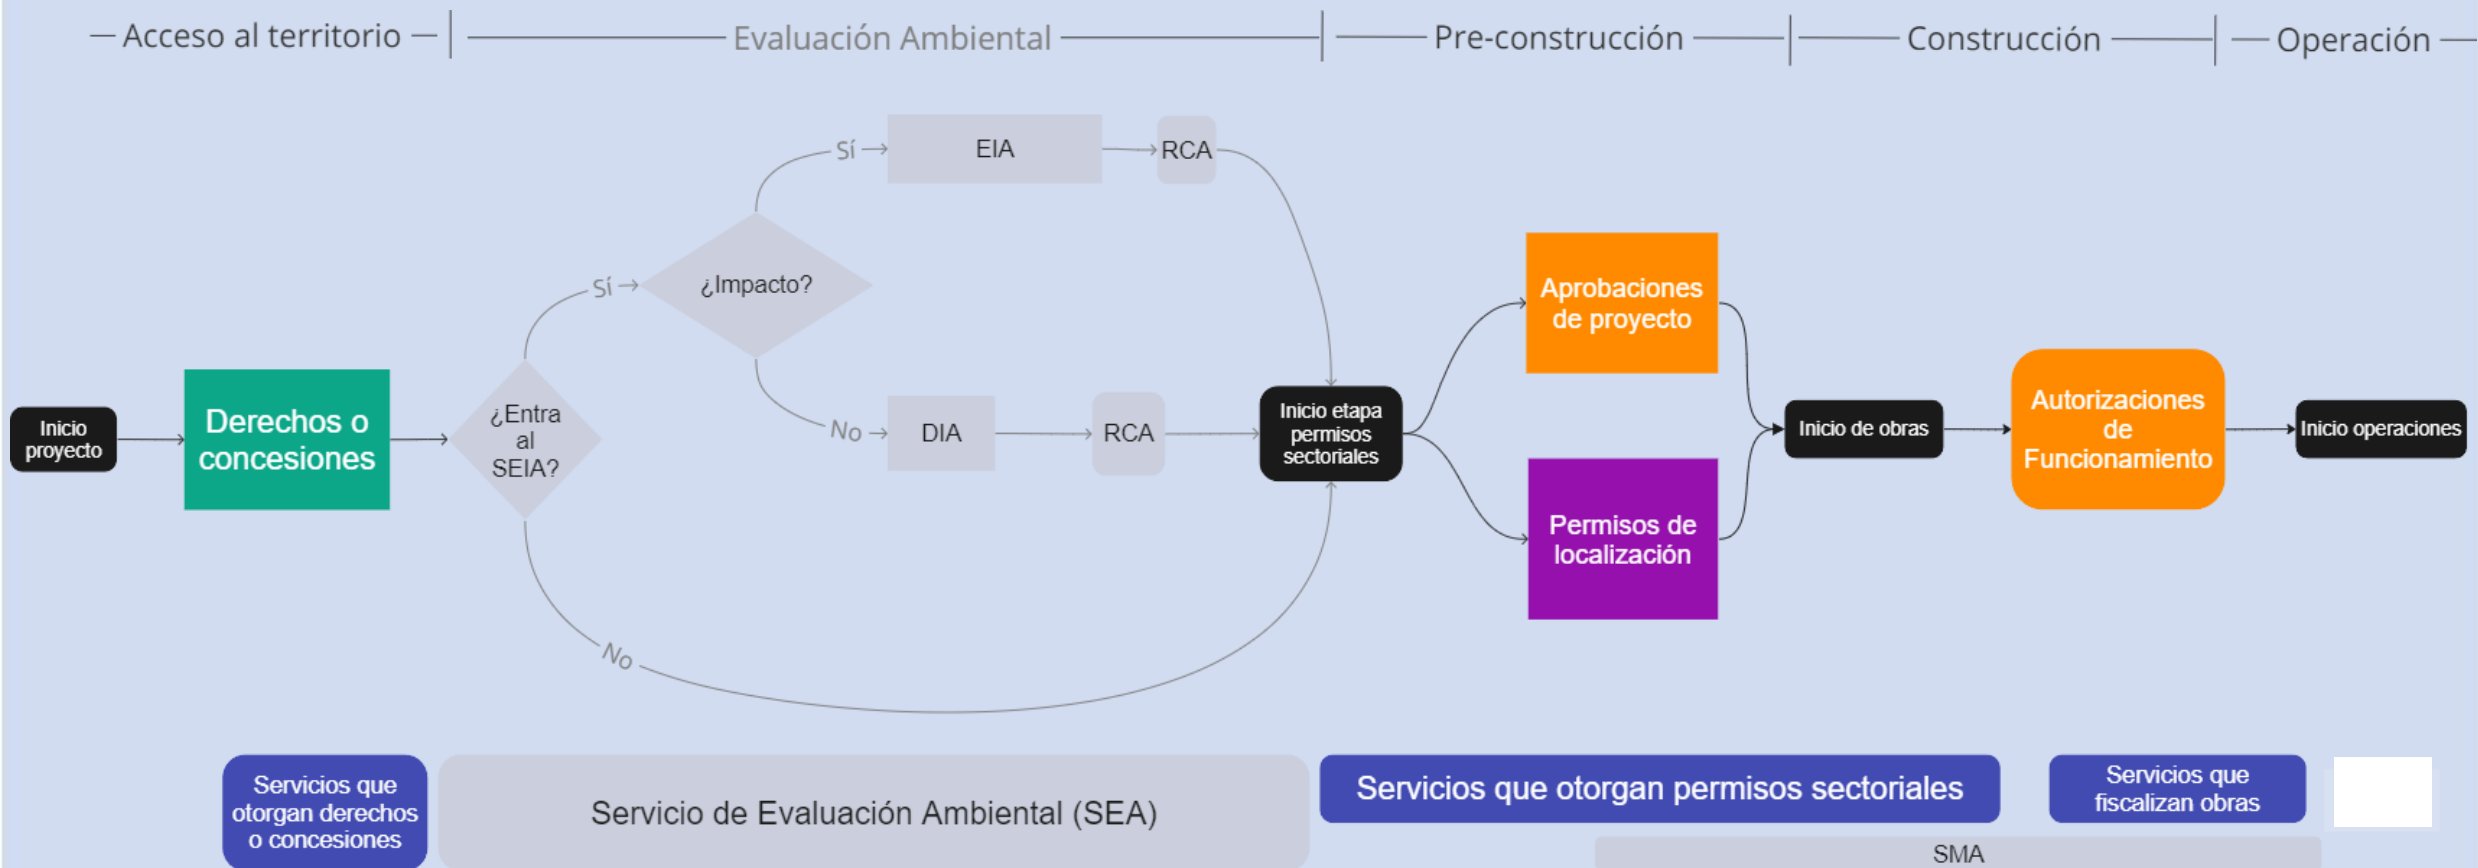 Acceso al territorio
Evaluación Ambiental
Pre-construcción
Construcción
Operación
Sí
EIA
RCA
Sí
¿Impacto?
Aprobaciones
de proyecto
Inicio
proyecto
Derechos o
concesiones
¿Entra
al
SEIA?
No
DIA
RCA
Inicio etapa
permisos
sectoriales
Inicio de obras
Autorizaciones
de
Funcionamiento
Inicio operaciones
Permisos de
localización
No
Servicios que
otorgan derechos
o concesiones
Servicio de Evaluación Ambiental (SEA)
Servicios que otorgan permisos sectoriales
Servicios que
fiscalizan obras
SMA